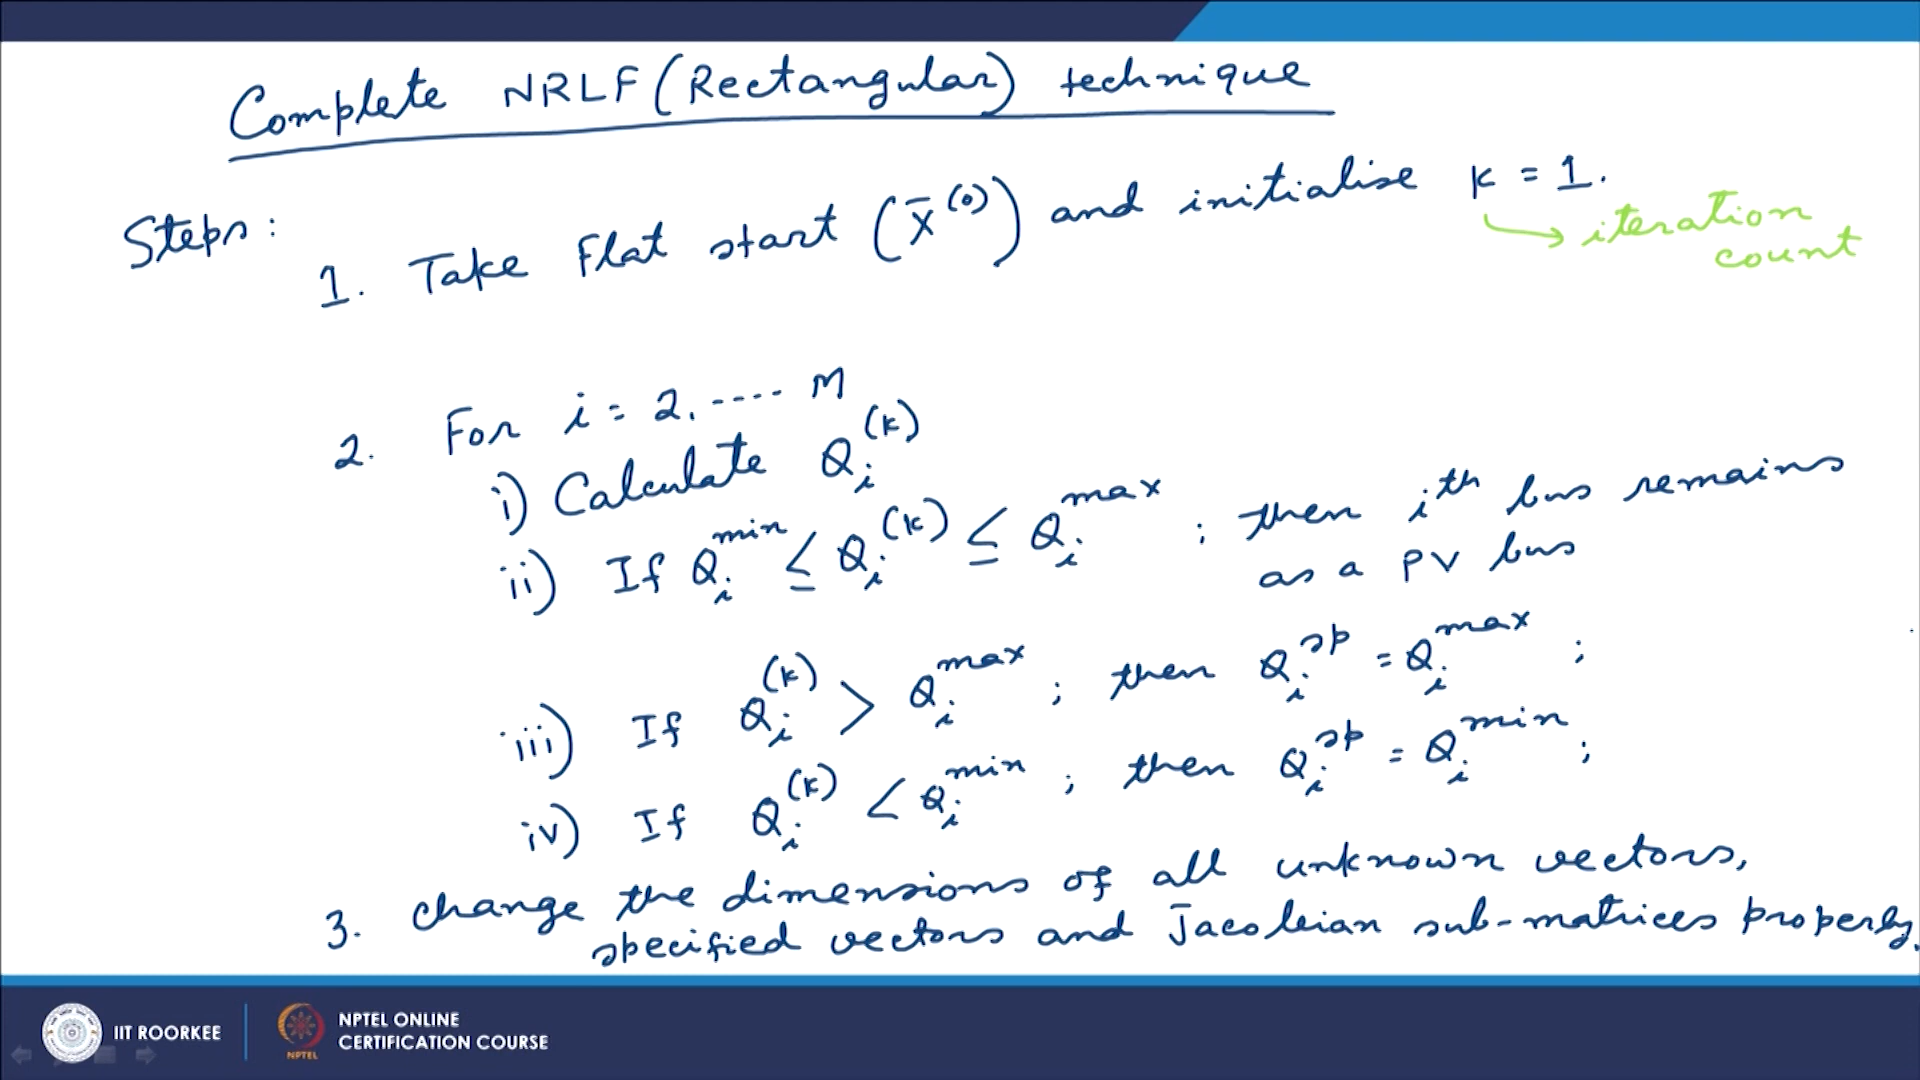 Complete NRLF (Rectangular) technique
Steps:
1. Take Flat start (x̄^(0)) and initialise k = 1.
→ iteration
count
2. For i = 2, ---- M
i) Calculate Q_i^(k)
ii) If Q_i^min ≤ Q_i^(k) ≤ Q_i^max ; then i^th bus remains
as a PV bus
iii) If Q_i^(k) > Q_i^max ; then Q_i^sp = Q_i^max ;
iv) If Q_i^(k) < Q_i^min ; then Q_i^sp = Q_i^min ;
3. change the dimensions of all unknown vectors,
specified vectors and Jacobian sub-matrices properly.
IIT ROORKEE
NPTEL
NPTEL ONLINE
CERTIFICATION COURSE